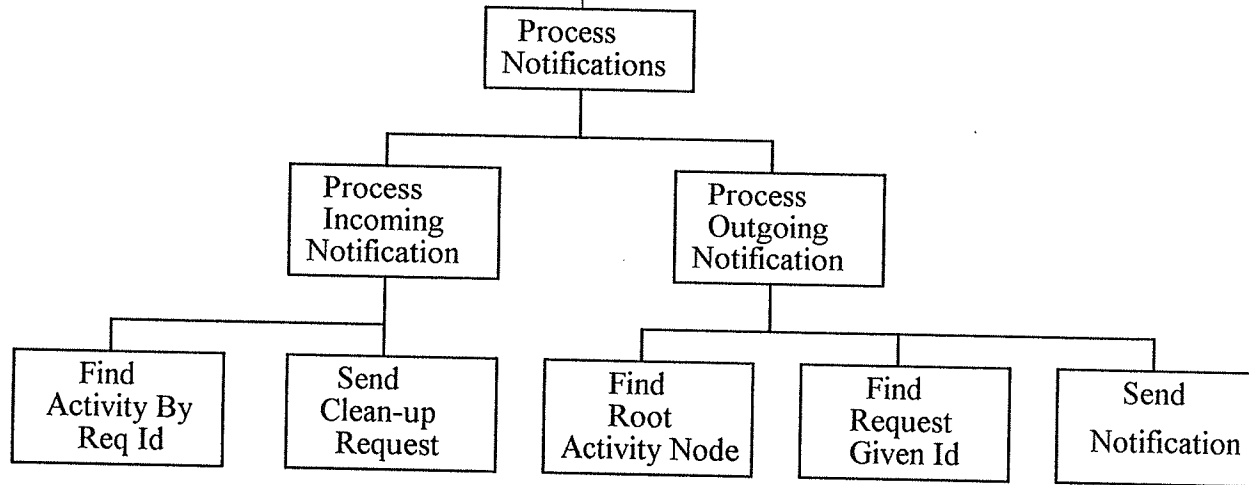 Process
Notifications
Process
Incoming
Notification
Process
Outgoing
Notification
Find
Activity By
Req Id
Send
Clean-up
Request
Find
Root
Activity Node
Find
Request
Given Id
Send
Notification